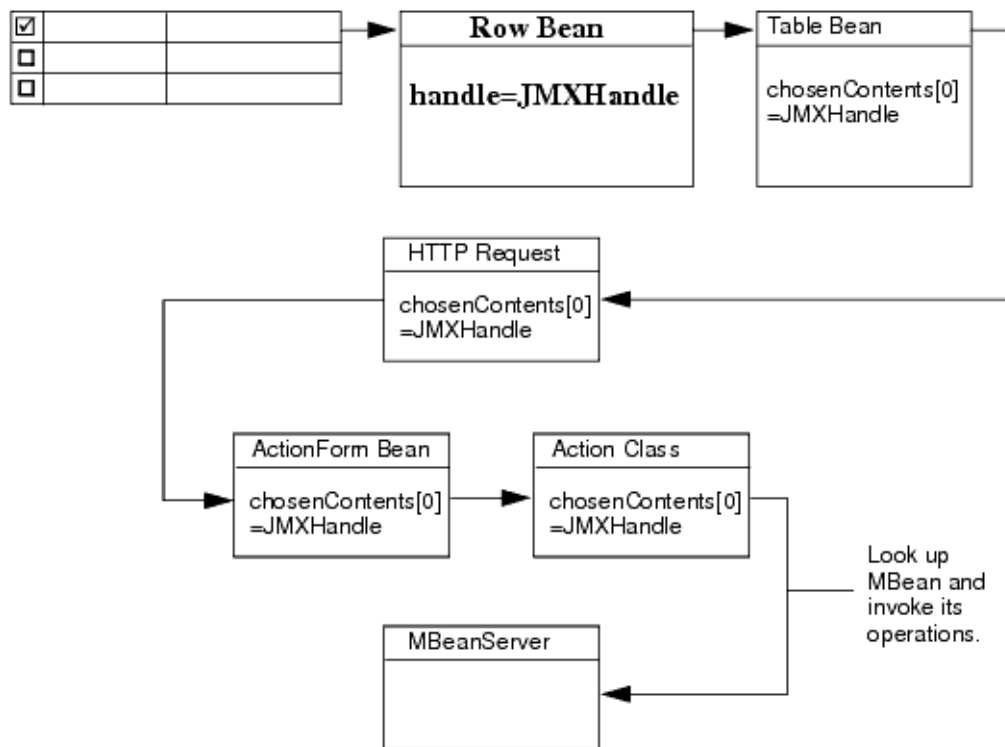 Row Bean
handle=JMXHandle
Table Bean
chosenContents[0]
=JMXHandle
HTTP Request
chosenContents[0]
=JMXHandle
ActionForm Bean
chosenContents[0]
=JMXHandle
Action Class
chosenContents[0]
=JMXHandle
Look up
MBean and
invoke its
operations.
MBeanServer